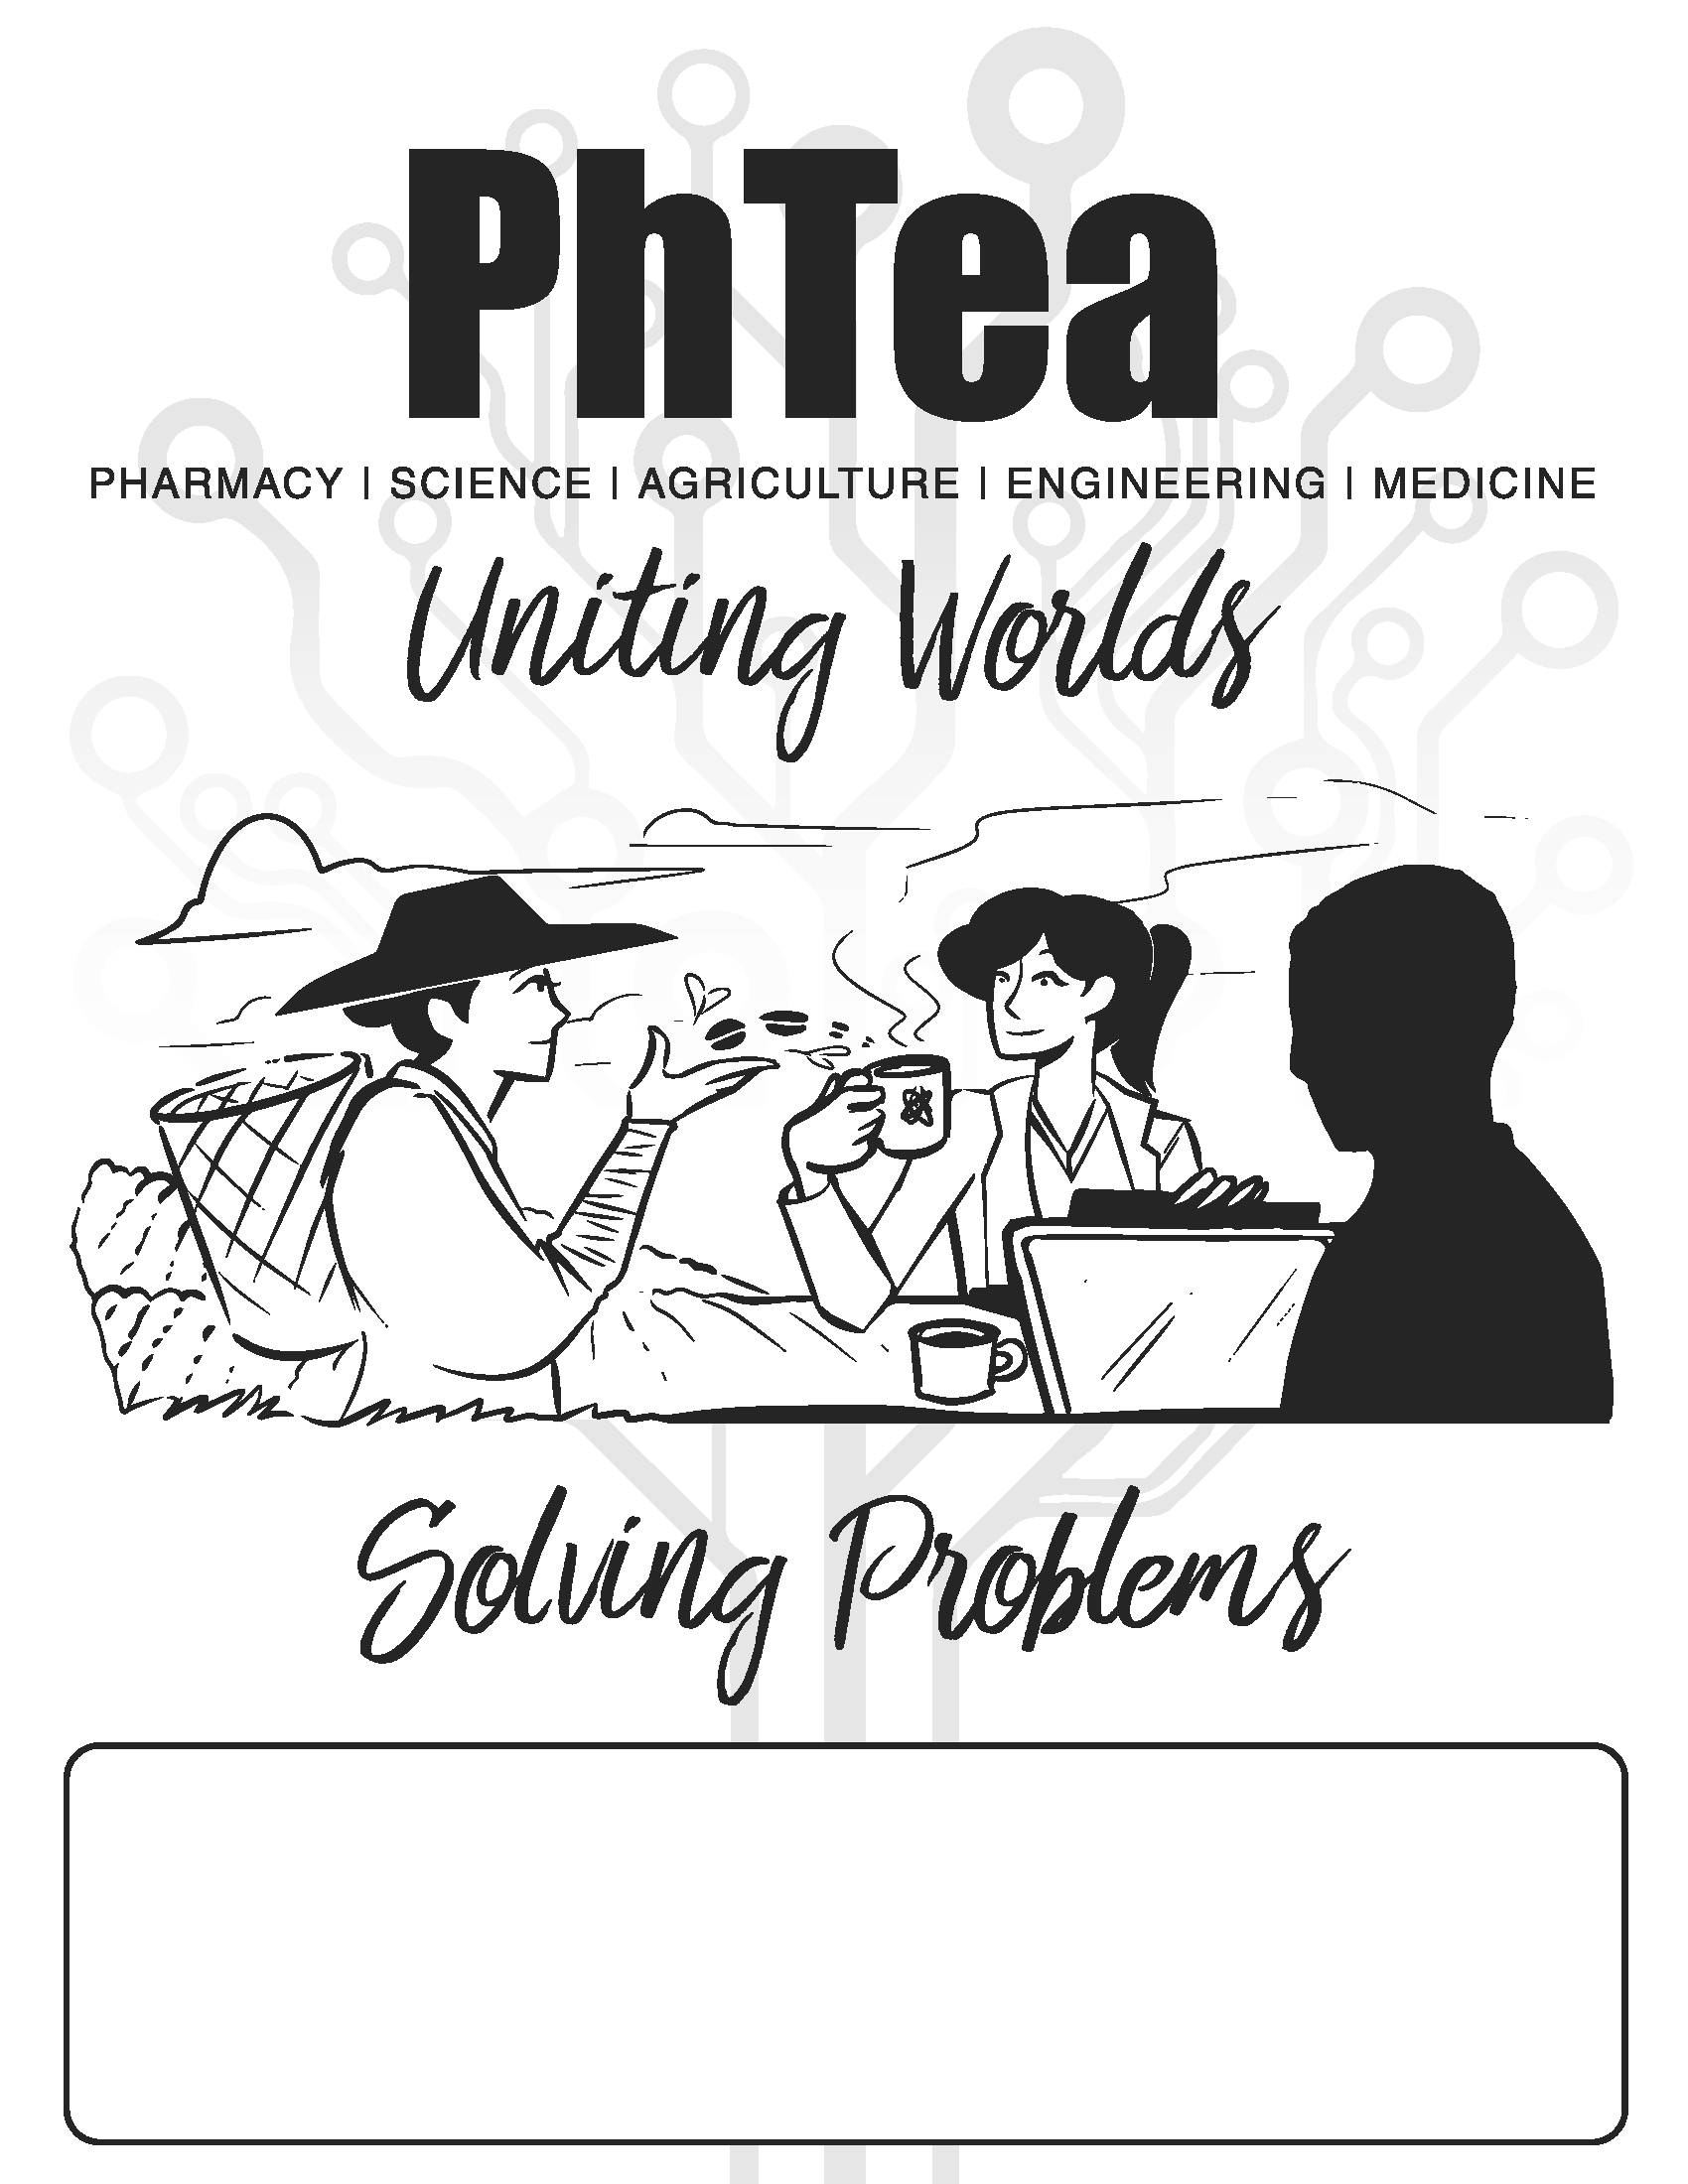 PhTea
PHARMACY | SCIENCE | AGRICULTURE | ENGINEERING | MEDICINE
Uniting Worlds
Solving Problems